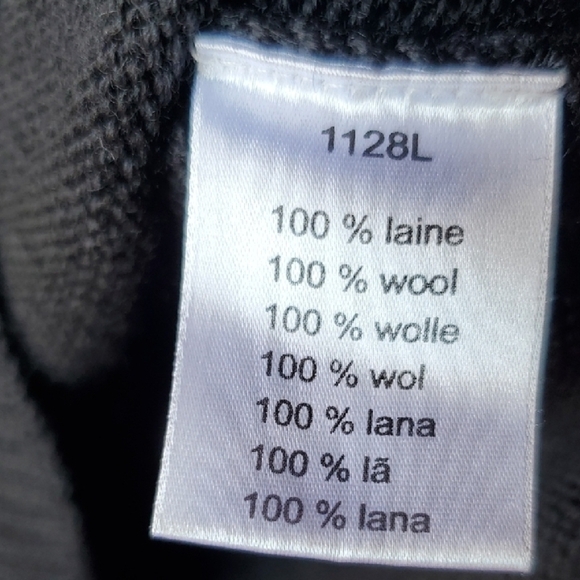 1128L
100 % laine
100 % wool
100 % wolle
100 % wol
100 % lana
100 % lã
100 % lana